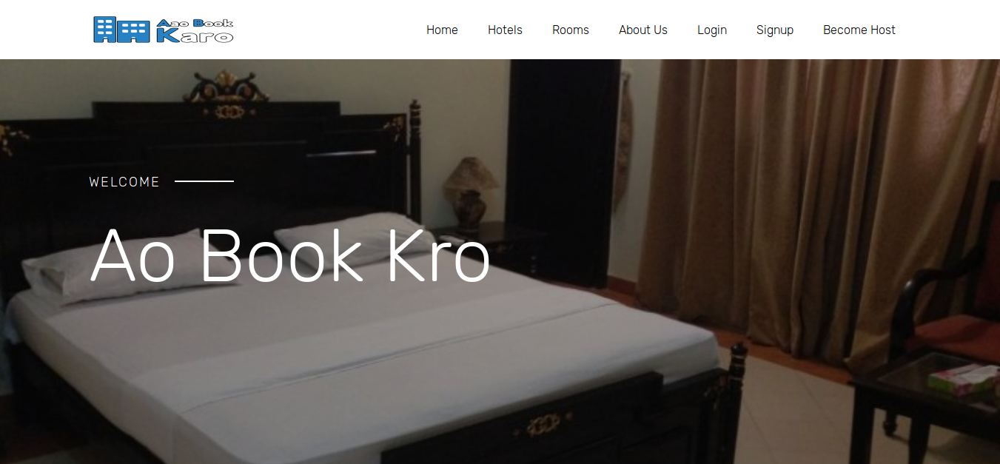 Aao Book
Karo
Home Hotels Rooms About Us Login Signup Become Host
WELCOME
Ao Book Kro